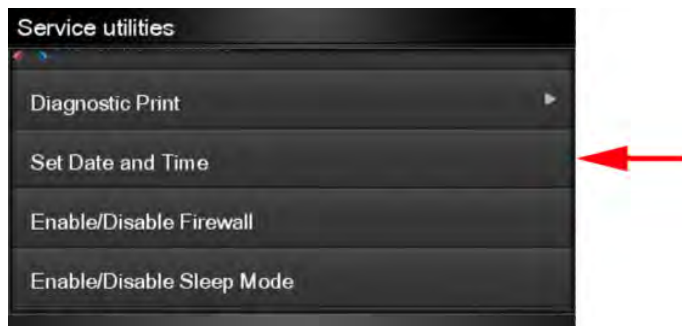 Service utilities
Diagnostic Print
Set Date and Time
Enable/Disable Firewall
Enable/Disable Sleep Mode